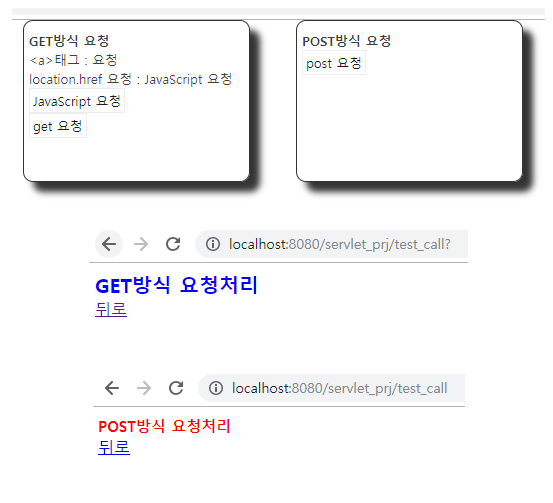 GET방식 요청
<a>태그 : 요청
location.href 요청 : JavaScript 요청
JavaScript 요청
get 요청
POST방식 요청
post 요청
localhost:8080/servlet_prj/test_call?
GET방식 요청처리
뒤로
localhost:8080/servlet_prj/test_call
POST방식 요청처리
뒤로